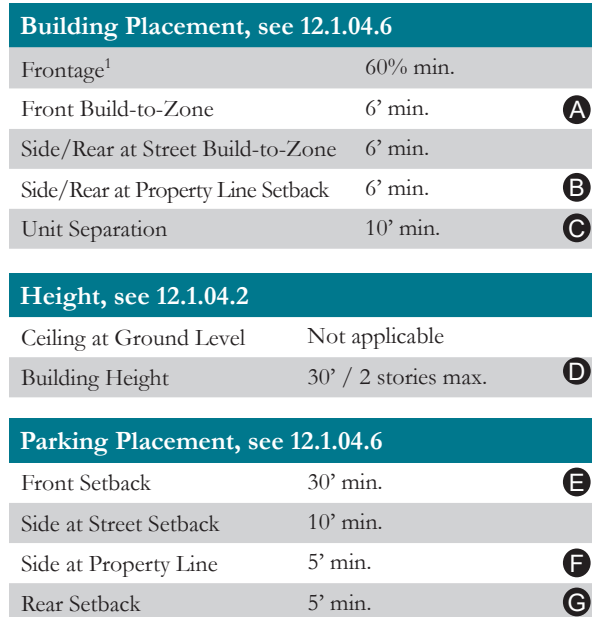 Building Placement, see 12.1.04.6
Frontage1 60% min.
Front Build-to-Zone 6’ min. A
Side/Rear at Street Build-to-Zone 6’ min.
Side/Rear at Property Line Setback 6’ min. B
Unit Separation 10’ min. C
Height, see 12.1.04.2
Ceiling at Ground Level Not applicable
Building Height 30’ / 2 stories max. D
Parking Placement, see 12.1.04.6
Front Setback 30’ min. E
Side at Street Setback 10’ min.
Side at Property Line 5’ min. F
Rear Setback 5’ min. G